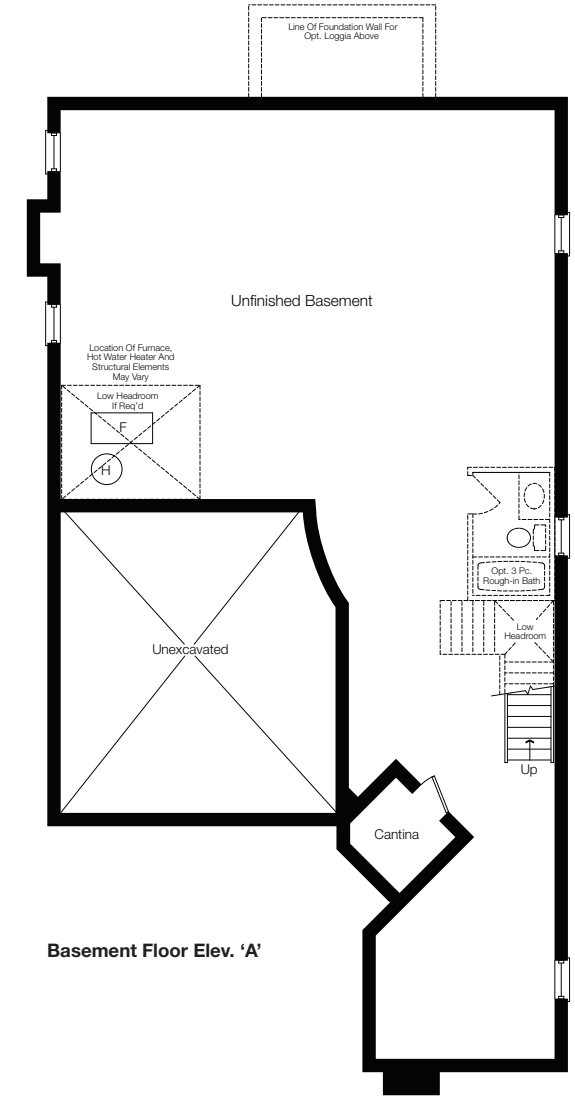 Line Of Foundation Wall For
Opt. Loggia Above
Unfinished Basement
Location Of Furnace,
Hot Water Heater And
Structural Elements
May Vary
Low Headroom
If Req'd
F
H
Opt. 3 Pc.
Rough-in Bath
Low
Headroom
Unexcavated
Up
Cantina
Basement Floor Elev. ‘A’